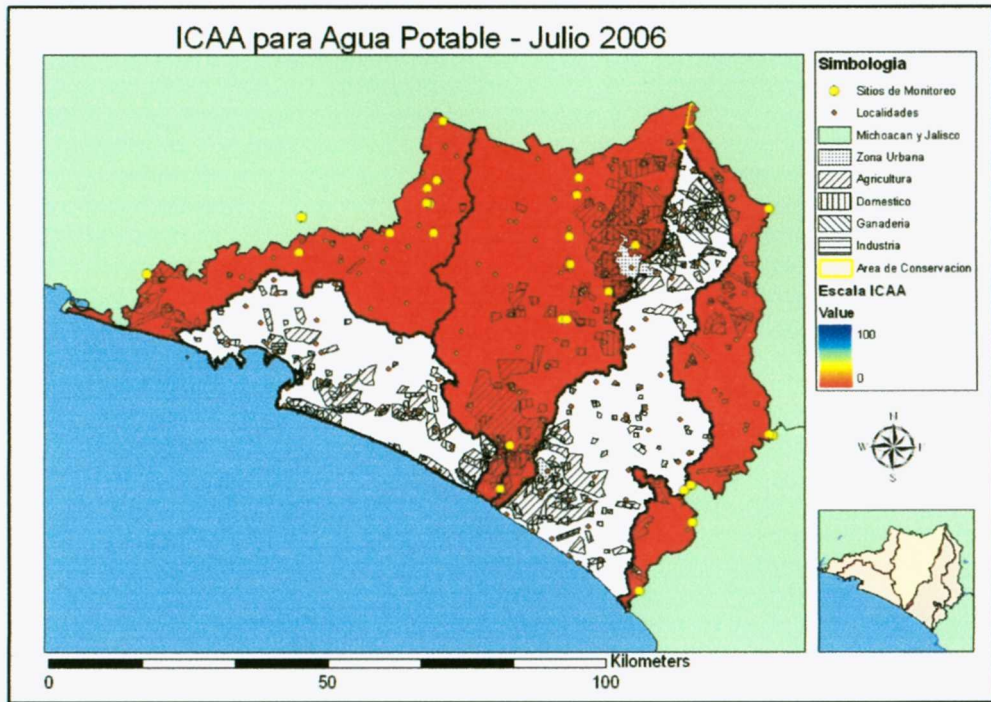 ICAA para Agua Potable - Julio 2006
Simbologia
Sitios de Monitoreo
Localidades
Michoacan y Jalisco
Zona Urbana
Agricultura
Domestico
Ganaderia
Industria
Area de Conservacion
Escala ICAA
Value
100
0
N
W E
S
Kilometers
0 50 100